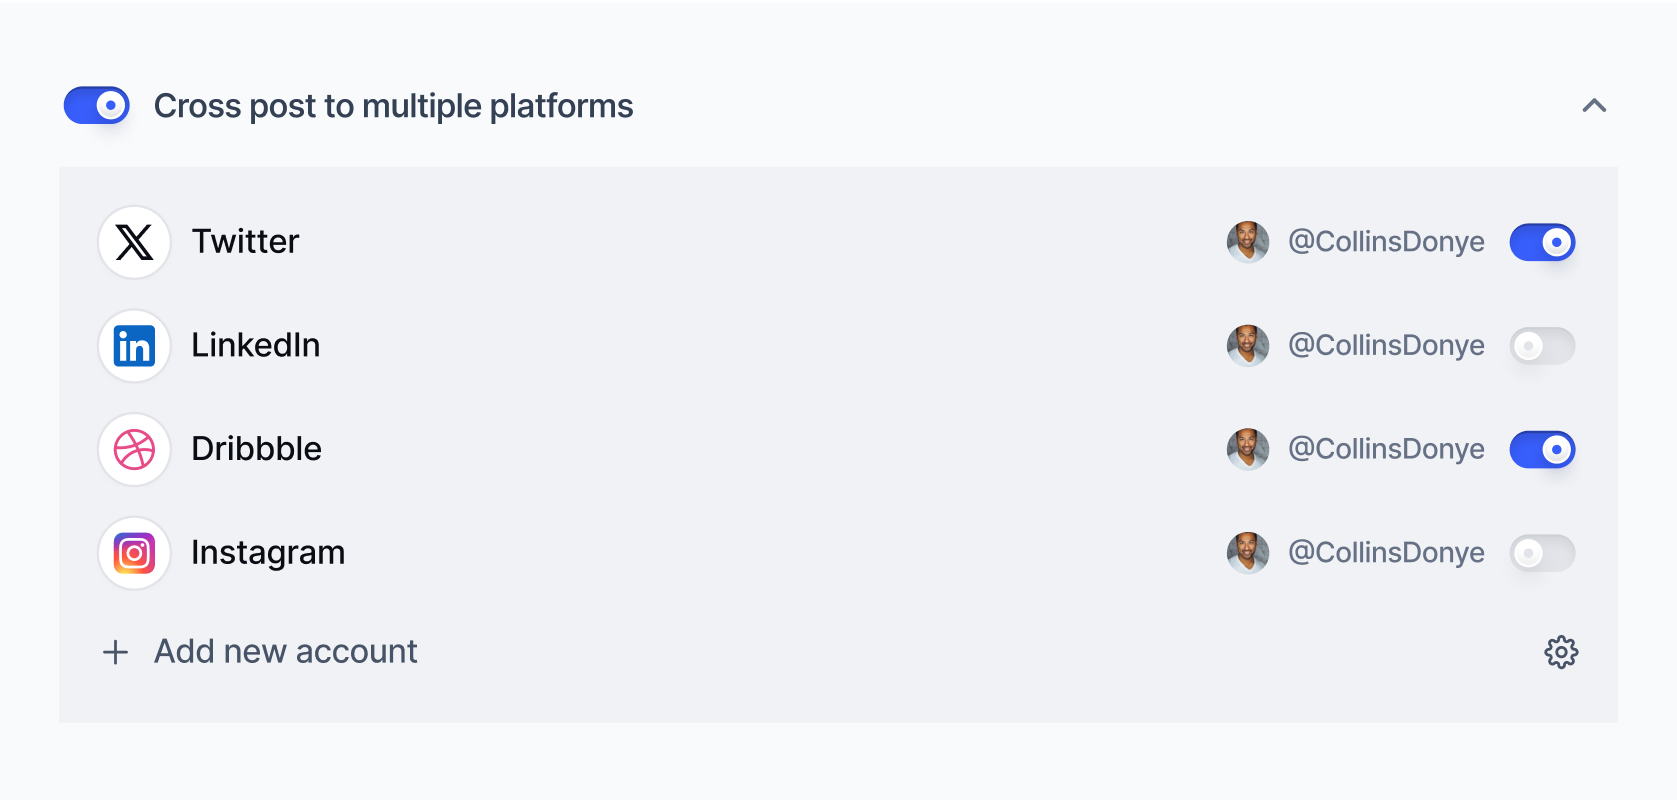 Cross post to multiple platforms
Twitter @CollinsDonye
LinkedIn @CollinsDonye
Dribbble @CollinsDonye
Instagram @CollinsDonye
Add new account